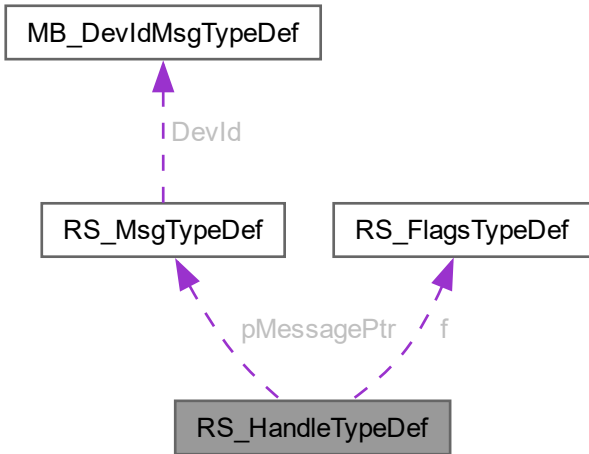 MB_DevIdMsgTypeDef
DevId
RS_MsgTypeDef
RS_FlagsTypeDef
pMessagePtr
f
RS_HandleTypeDef